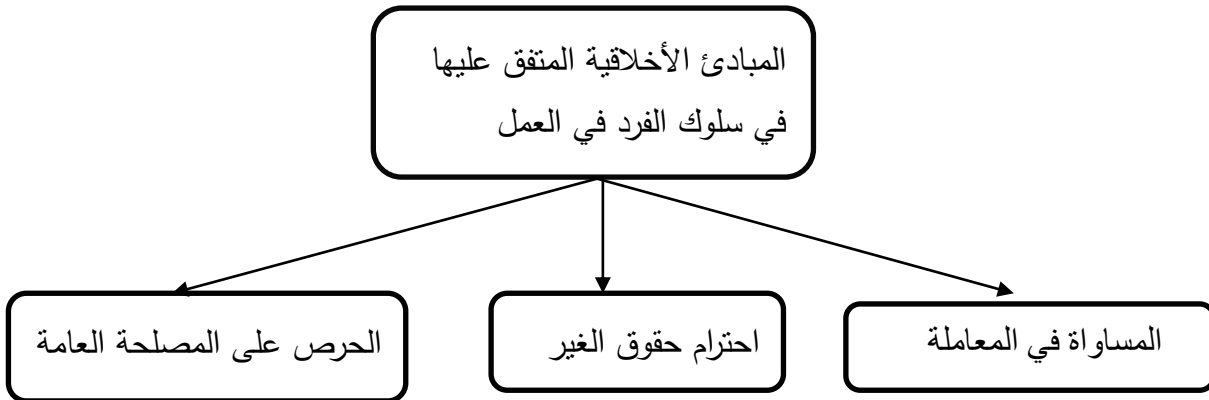 المبادئ الأخلاقية المتفق عليها
في سلوك الفرد في العمل
المساواة في المعاملة
احترام حقوق الغير
الحرص على المصلحة العامة